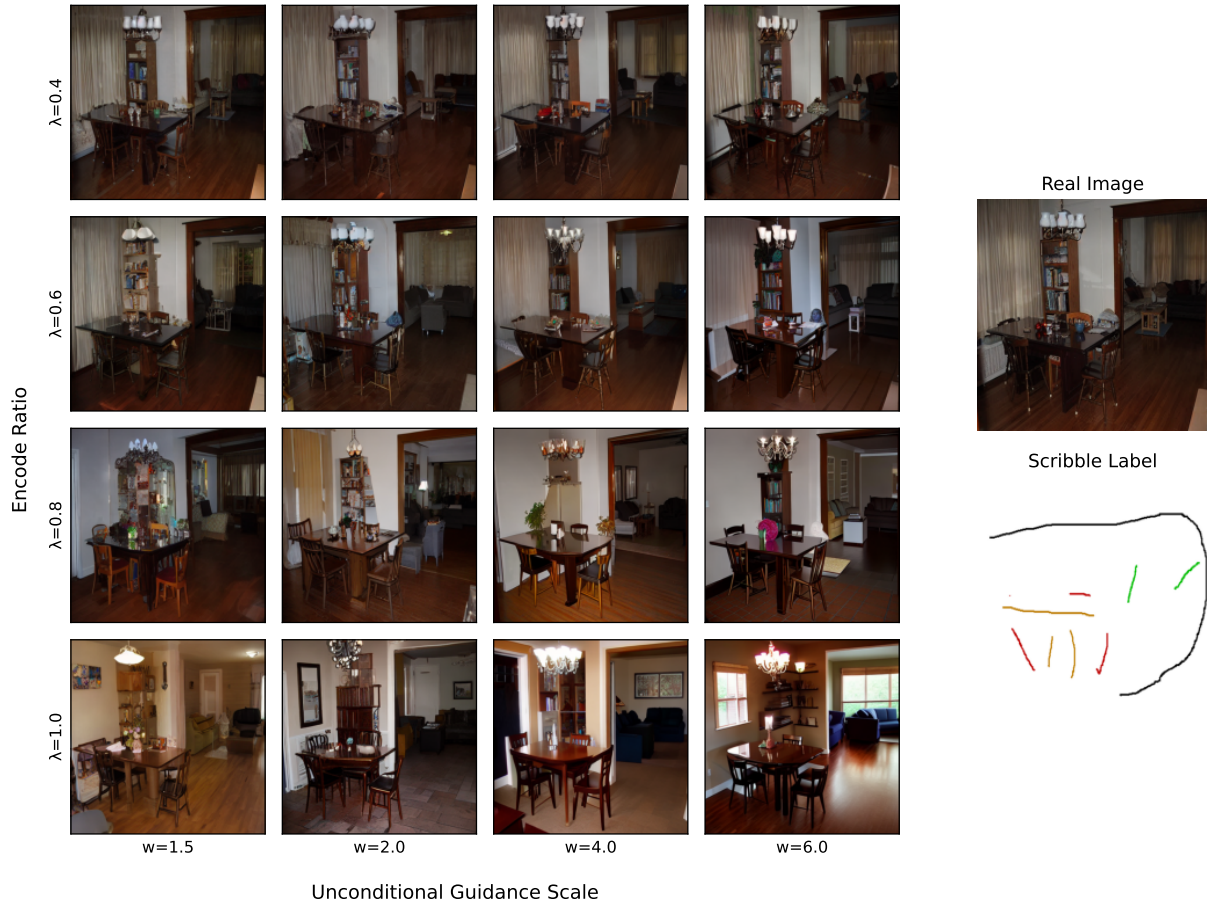 λ=0.4
λ=0.6
λ=0.8
λ=1.0
Encode Ratio
w=1.5
w=2.0
w=4.0
w=6.0
Unconditional Guidance Scale
Real Image
Scribble Label